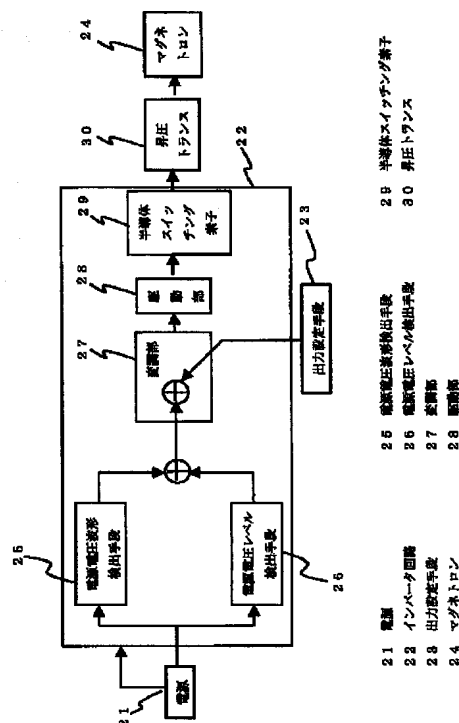 21
電源
25
電源電圧波形
検出手段
電源電圧レベル
検出手段
26
27
変調部
28
駆動部
29
半導体
スイッチ
ング
素子
30
昇圧
トランス
24
マグネ
トロン
22
23
出力設定手段
21 電源
22 インバータ回路
23 出力設定手段
24 マグネトロン
25 電源電圧波形検出手段
26 電源電圧レベル検出手段
27 変調部
28 駆動部
29 半導体スイッチング素子
30 昇圧トランス